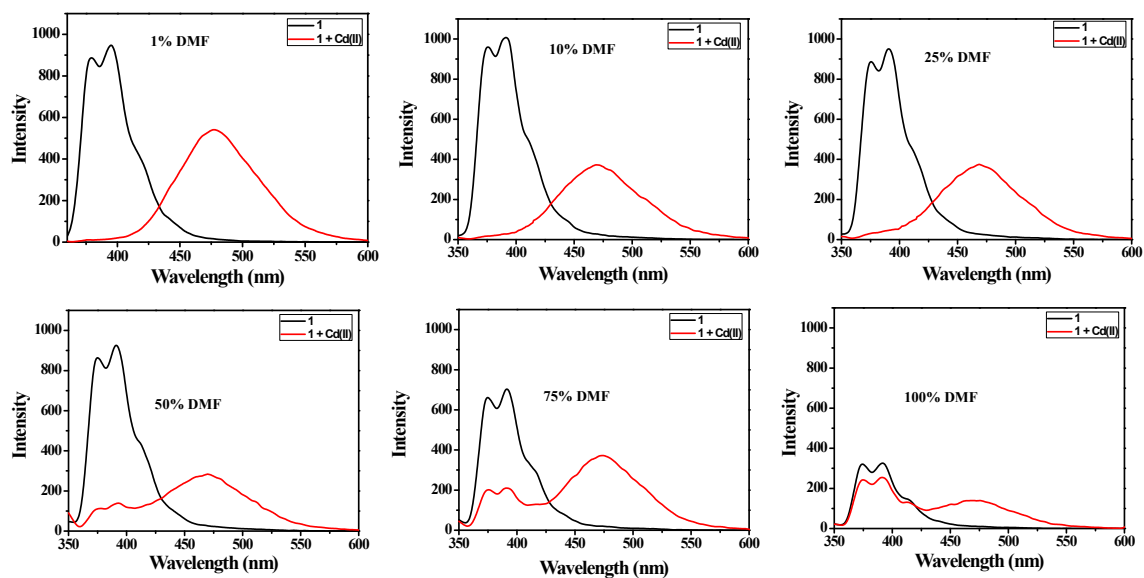 1% DMF
1
1 + Cd(II)
Intensity
1000
800
600
400
200
0
400 450 500 550 600
Wavelength (nm)
10% DMF
1
1 + Cd(II)
Intensity
1000
800
600
400
200
0
350 400 450 500 550 600
Wavelength (nm)
25% DMF
1
1 + Cd(II)
Intensity
1000
800
600
400
200
0
350 400 450 500 550 600
Wavelength (nm)
50% DMF
1
1 + Cd(II)
Intensity
1000
800
600
400
200
0
350 400 450 500 550 600
Wavelength (nm)
75% DMF
1
1 + Cd(II)
Intensity
1000
800
600
400
200
0
350 400 450 500 550 600
Wavelength (nm)
100% DMF
1
1 + Cd(II)
Intensity
1000
800
600
400
200
0
350 400 450 500 550 600
Wavelength (nm)